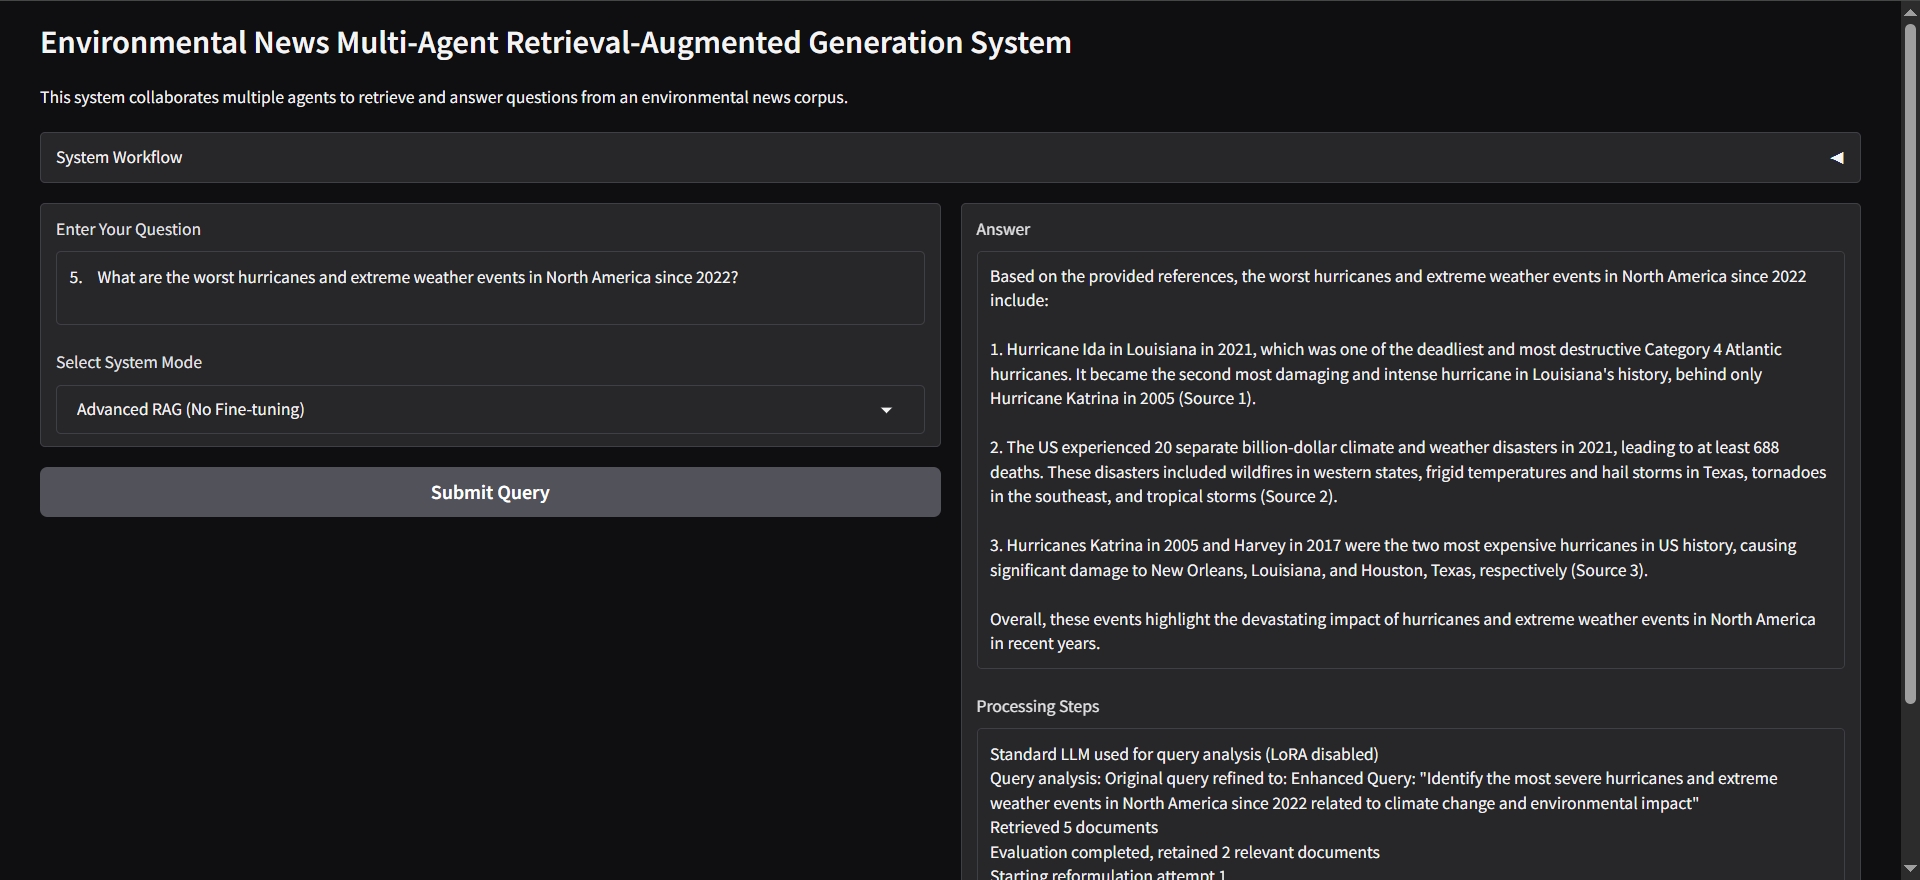 Environmental News Multi-Agent Retrieval-Augmented Generation System
This system collaborates multiple agents to retrieve and answer questions from an environmental news corpus.
System Workflow
Enter Your Question
5. What are the worst hurricanes and extreme weather events in North America since 2022?
Select System Mode
Advanced RAG (No Fine-tuning)
Submit Query
Answer
Based on the provided references, the worst hurricanes and extreme weather events in North America since 2022
include:
1. Hurricane Ida in Louisiana in 2021, which was one of the deadliest and most destructive Category 4 Atlantic
hurricanes. It became the second most damaging and intense hurricane in Louisiana's history, behind only
Hurricane Katrina in 2005 (Source 1).
2. The US experienced 20 separate billion-dollar climate and weather disasters in 2021, leading to at least 688
deaths. These disasters included wildfires in western states, frigid temperatures and hail storms in Texas, tornadoes
in the southeast, and tropical storms (Source 2).
3. Hurricanes Katrina in 2005 and Harvey in 2017 were the two most expensive hurricanes in US history, causing
significant damage to New Orleans, Louisiana, and Houston, Texas, respectively (Source 3).
Overall, these events highlight the devastating impact of hurricanes and extreme weather events in North America
in recent years.
Processing Steps
Standard LLM used for query analysis (LoRA disabled)
Query analysis: Original query refined to: Enhanced Query: "Identify the most severe hurricanes and extreme
weather events in North America since 2022 related to climate change and environmental impact"
Retrieved 5 documents
Evaluation completed, retained 2 relevant documents
Starting reformulation attempt 1